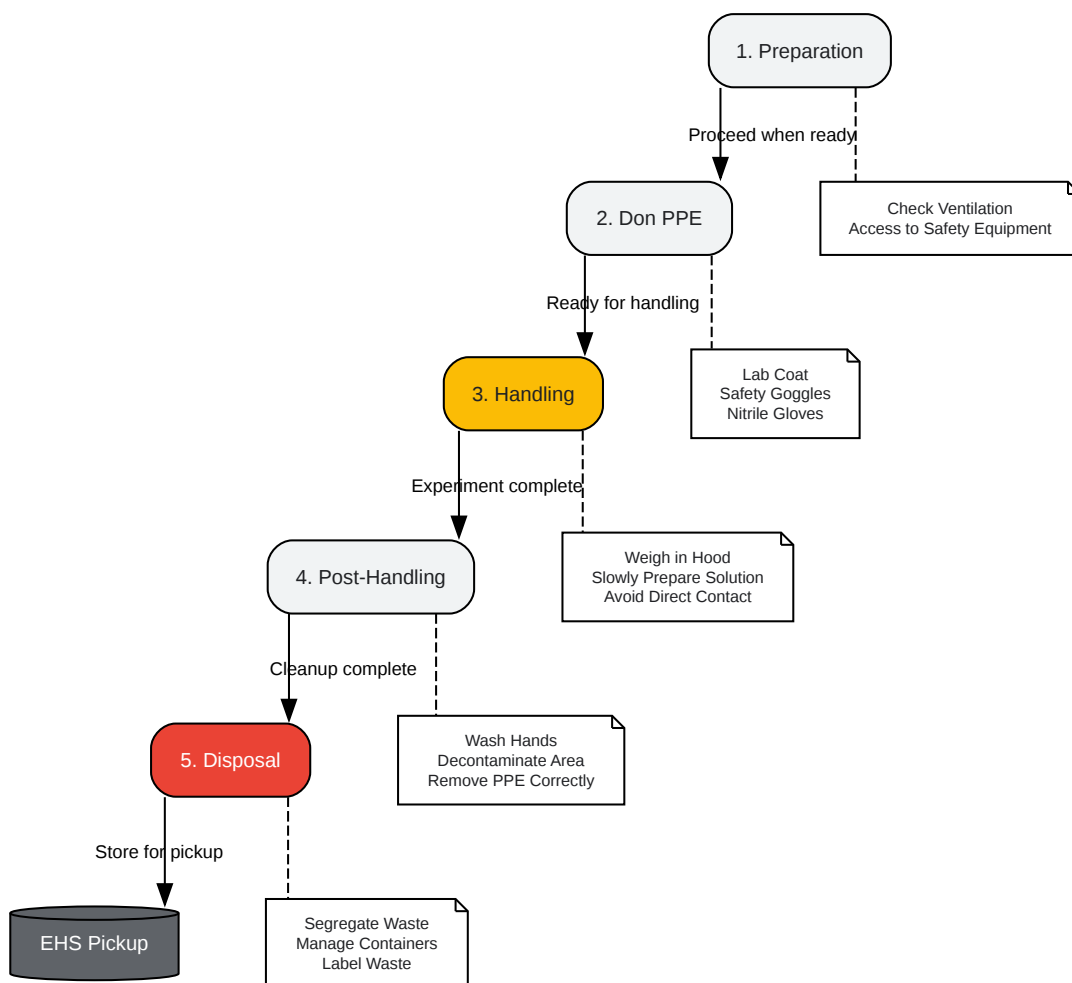 1. Preparation
Proceed when ready
2. Don PPE
Check Ventilation
Access to Safety Equipment
Ready for handling
3. Handling
Lab Coat
Safety Goggles
Nitrile Gloves
Experiment complete
4. Post-Handling
Weigh in Hood
Slowly Prepare Solution
Avoid Direct Contact
Cleanup complete
5. Disposal
Wash Hands
Decontaminate Area
Remove PPE Correctly
Store for pickup
EHS Pickup
Segregate Waste
Manage Containers
Label Waste